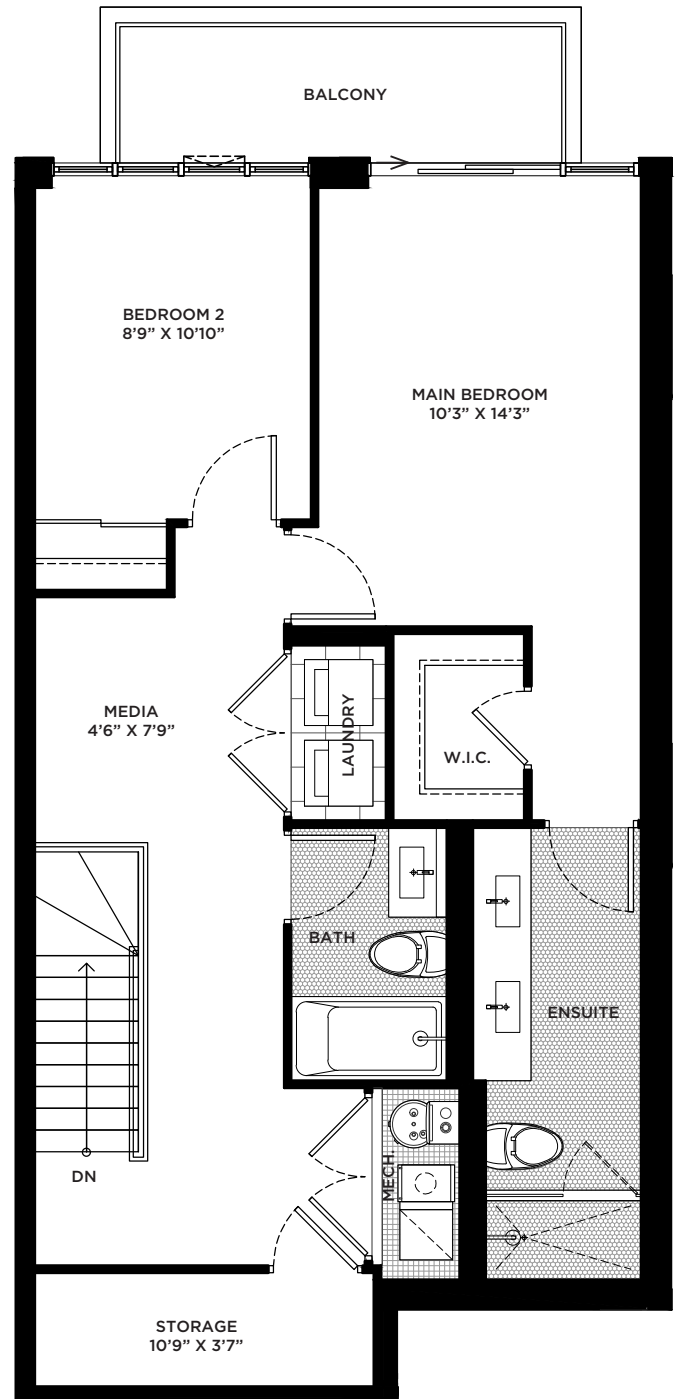 BALCONY
BEDROOM 2
8’9” X 10’10”
MAIN BEDROOM
10’3” X 14’3”
MEDIA
4’6” X 7’9”
LAUNDRY
W.I.C.
BATH
ENSUITE
DN
MECH.
STORAGE
10’9” X 3’7”